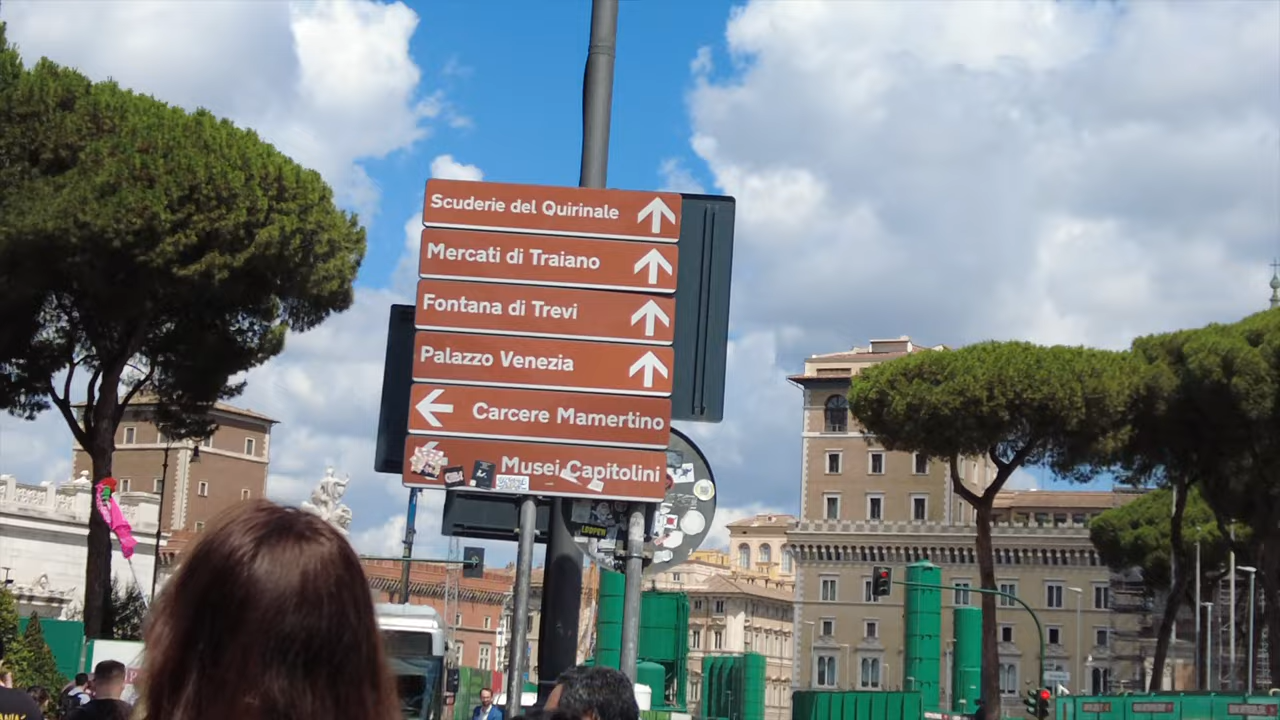 Scuderie del Quirinale
Mercati di Traiano
Fontana di Trevi
Palazzo Venezia
Carcere Mamertino
Musei Capitolini